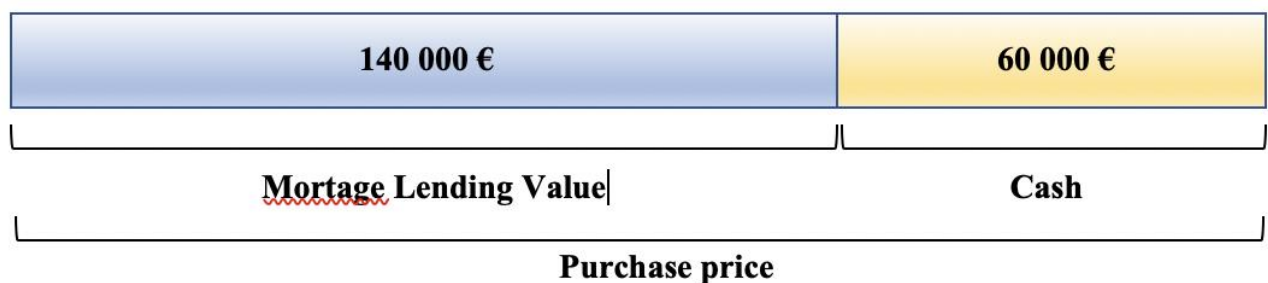 140 000 € 60 000 €
Mortage Lending Value Cash
Purchase price